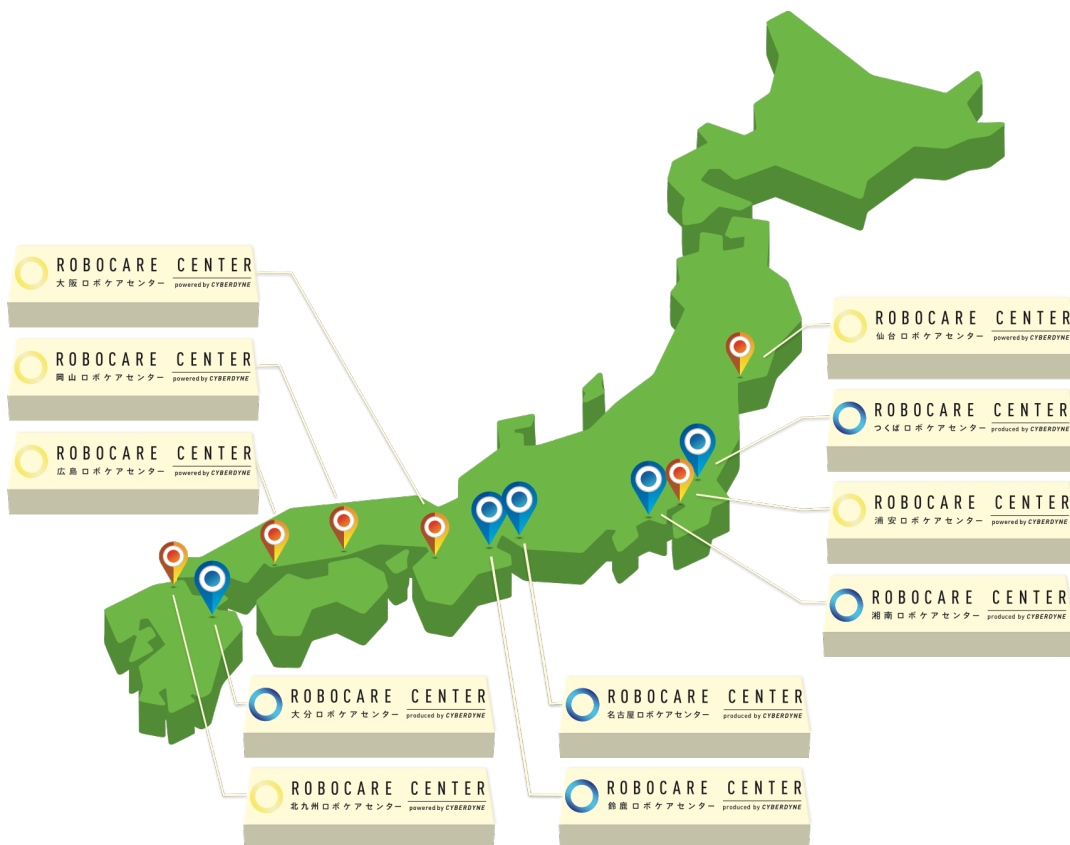 ROBOCARE CENTER
大阪ロボケアセンター powered by CYBERDYNE
ROBOCARE CENTER
岡山ロボケアセンター powered by CYBERDYNE
ROBOCARE CENTER
広島ロボケアセンター powered by CYBERDYNE
ROBOCARE CENTER
仙台ロボケアセンター powered by CYBERDYNE
ROBOCARE CENTER
つくばロボケアセンター produced by CYBERDYNE
ROBOCARE CENTER
浦安ロボケアセンター powered by CYBERDYNE
ROBOCARE CENTER
湘南ロボケアセンター produced by CYBERDYNE
ROBOCARE CENTER
大分ロボケアセンター produced by CYBERDYNE
ROBOCARE CENTER
北九州ロボケアセンター powered by CYBERDYNE
ROBOCARE CENTER
名古屋ロボケアセンター produced by CYBERDYNE
ROBOCARE CENTER
鈴鹿ロボケアセンター produced by CYBERDYNE